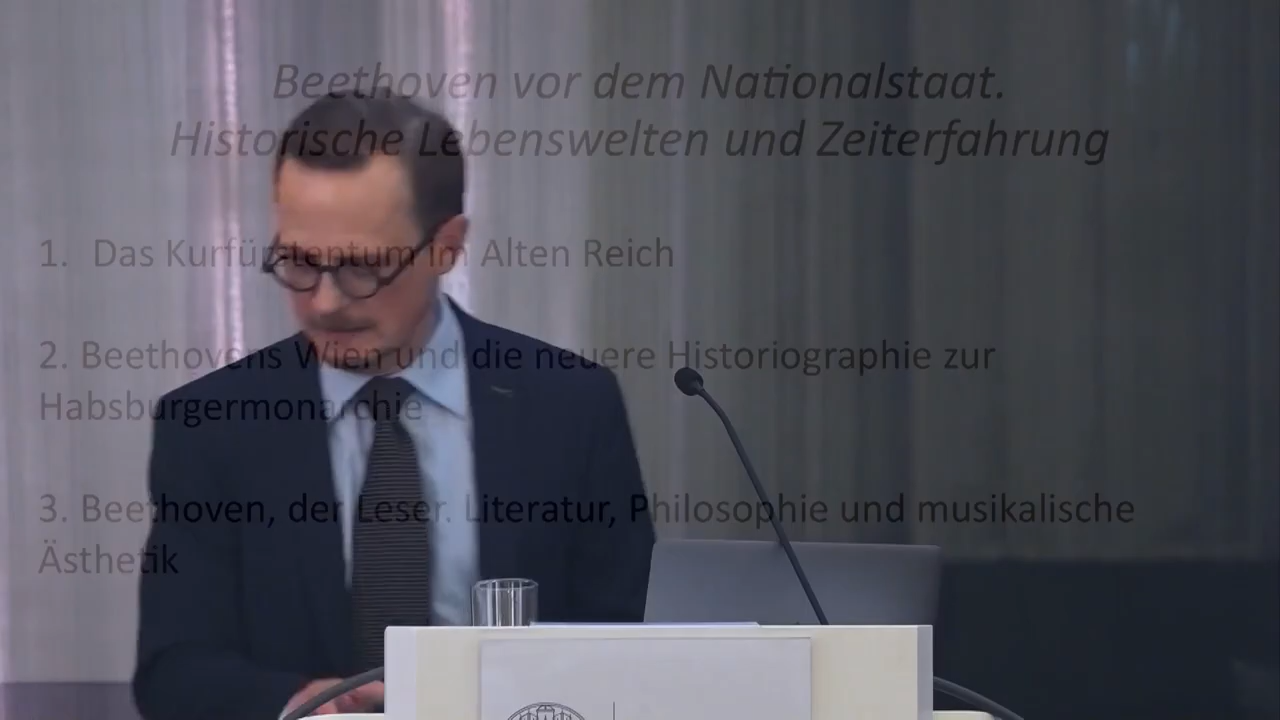 Beethoven vor dem Nationalstaat.
Historische Lebenswelten und Zeiterfahrung
1. Das Kurfürstentum im Alten Reich
2. Beethovens Wien und die neuere Historiographie zur
Habsburgermonarchie
3. Beethoven, der Leser. Literatur, Philosophie und musikalische
Ästhetik